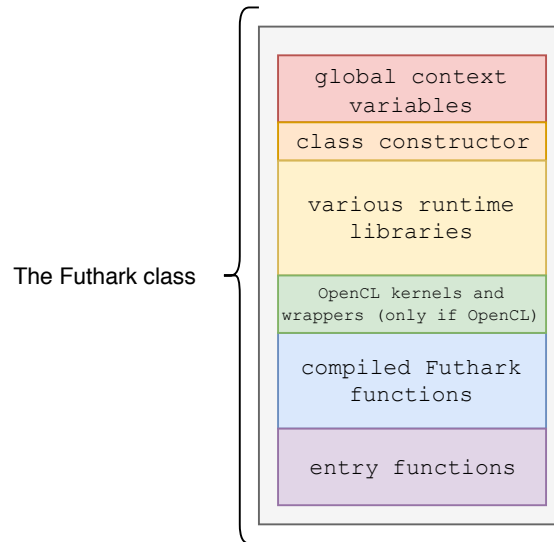 global context
variables
class constructor
various runtime
libraries
The Futhark class
OpenCL kernels and
wrappers (only if OpenCL)
compiled Futhark
functions
entry functions